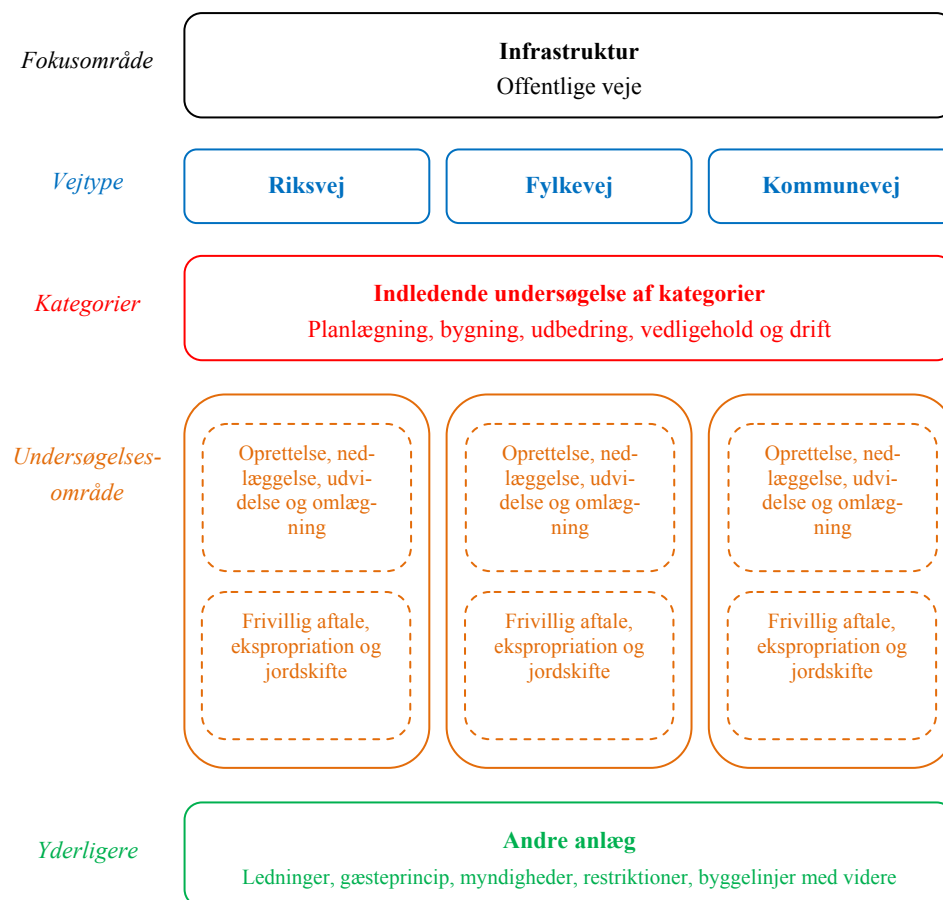 Fokusområde
Infrastruktur
Offentlige veje
Vejtype
Riksvej
Fylkevej
Kommunevej
Kategorier
Indledende undersøgelse af kategorier
Planlægning, bygning, udbedring, vedligehold og drift
Undersøgelses-
område
Oprettelse, ned-
læggelse, udvi-
delse og omlæg-
ning
Frivillig aftale,
ekspropriation og
jordskifte
Oprettelse, ned-
læggelse, udvi-
delse og omlæg-
ning
Frivillig aftale,
ekspropriation og
jordskifte
Oprettelse, ned-
læggelse, udvi-
delse og omlæg-
ning
Frivillig aftale,
ekspropriation og
jordskifte
Yderligere
Andre anlæg
Ledninger, gæsteprincip, myndigheder, restriktioner, byggelinjer med videre